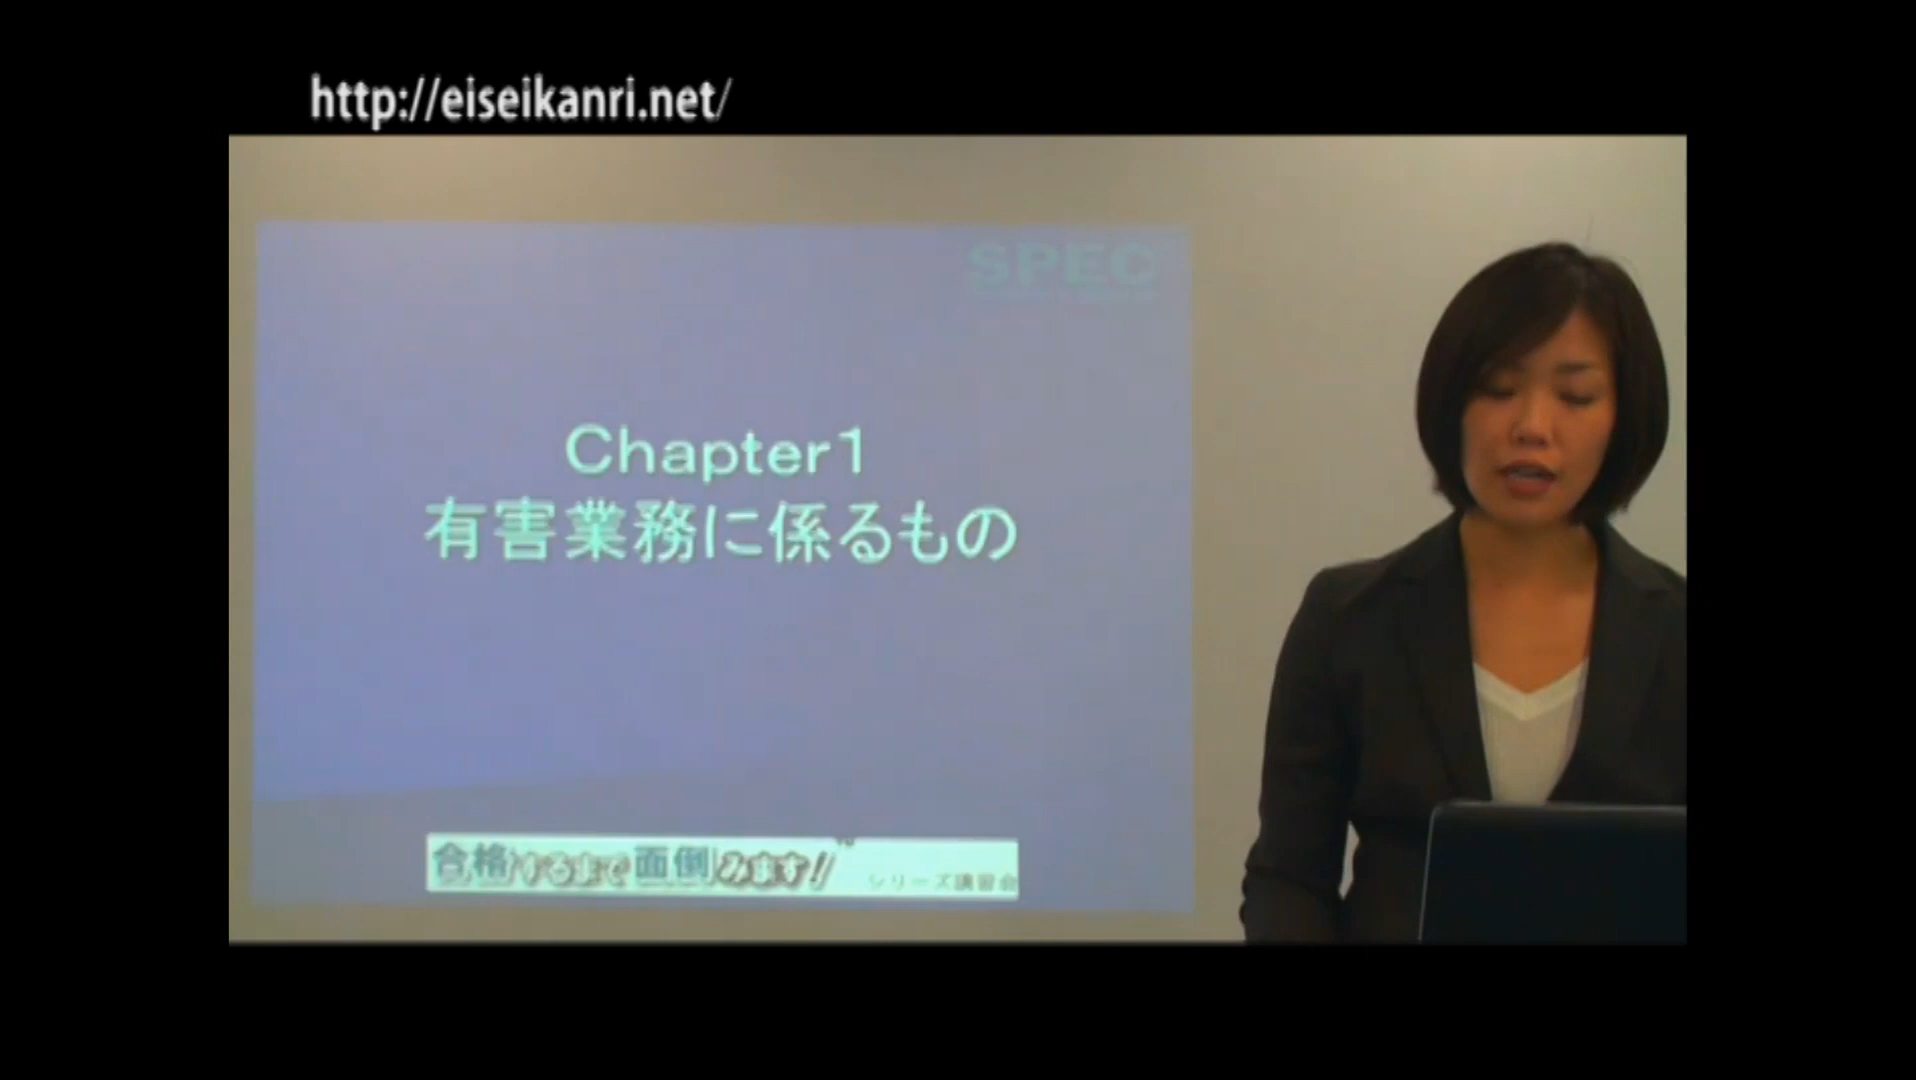 http://eiseikanri.net/
SPEC
Chapter1
有害業務に係るもの
合格するまで面倒みます!
シリーズ講習会